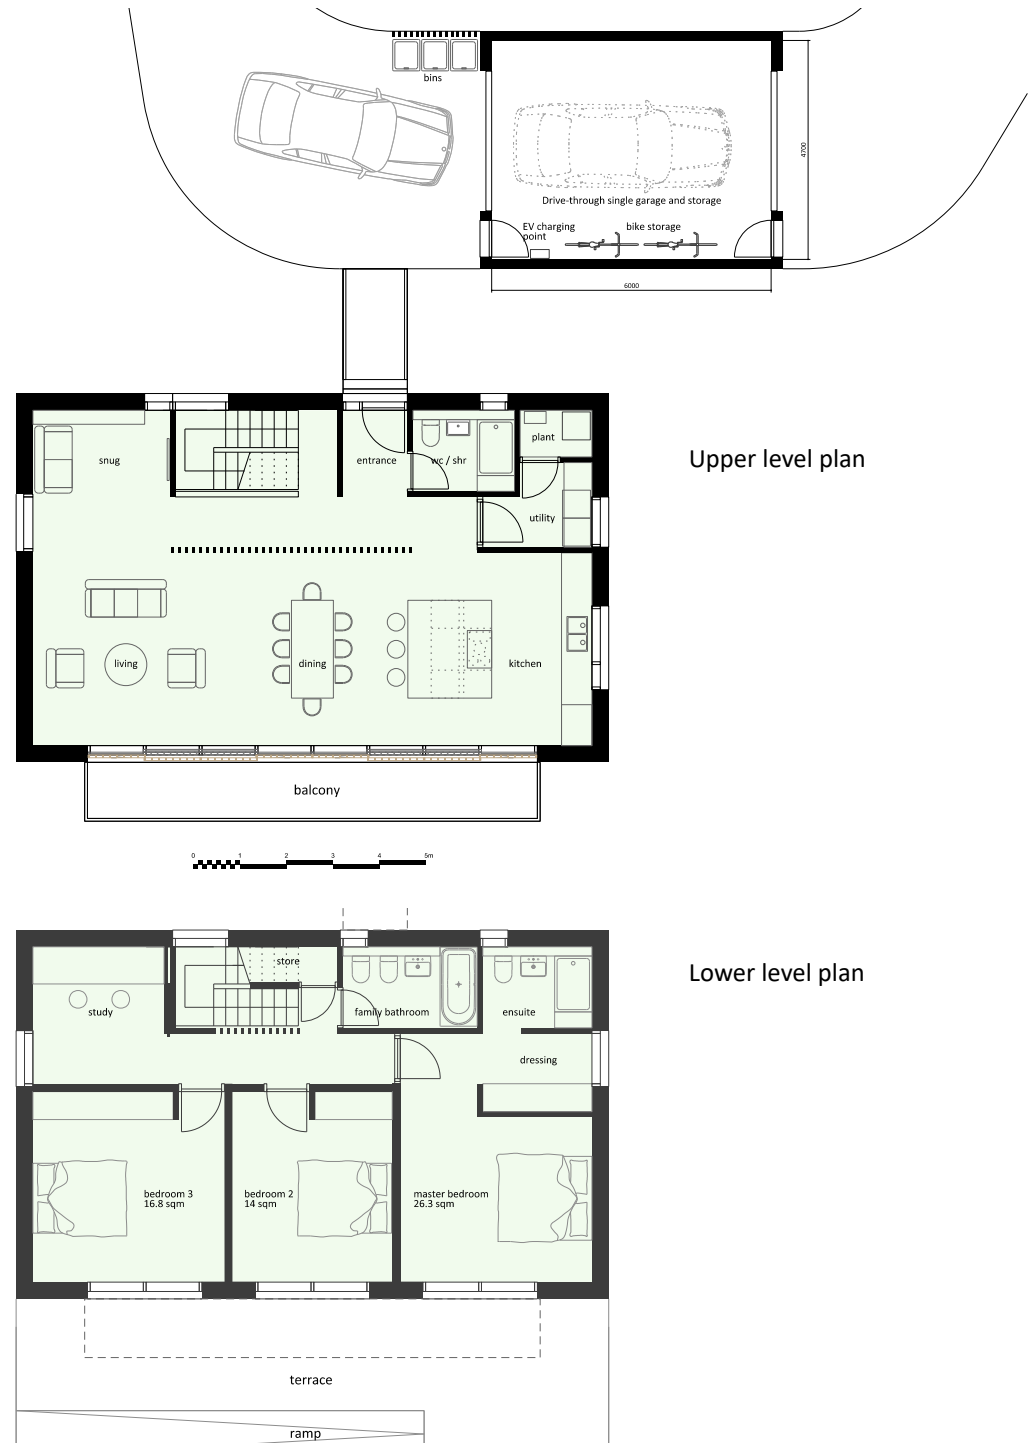 bins
4700
Drive-through single garage and storage
EV charging
point
bike storage
6000
Upper level plan
snug
entrance
wc / shr
plant
utility
living
dining
kitchen
balcony
0 1 2 3 4 5m
Lower level plan
store
study
family bathroom
ensuite
dressing
bedroom 3
16.8 sqm
bedroom 2
14 sqm
master bedroom
26.3 sqm
terrace
ramp